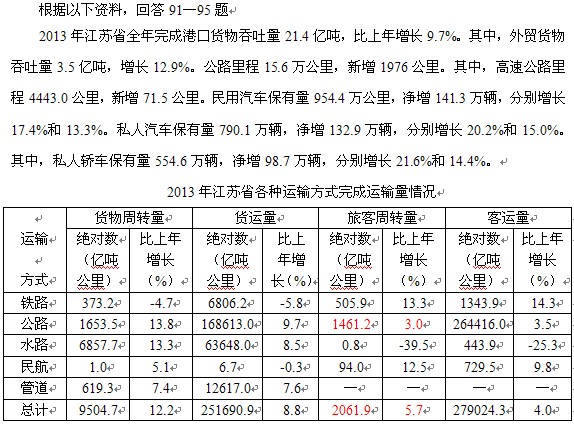 根据以下资料，回答 91—95 题
2013 年江苏省全年完成港口货物吞吐量 21.4 亿吨，比上年增长 9.7%。其中，外贸货物
吞吐量 3.5 亿吨，增长 12.9%。公路里程 15.6 万公里，新增 1976 公里。其中，高速公路里
程 4443.0 公里，新增 71.5 公里。民用汽车保有量 954.4 万公里，净增 141.3 万辆，分别增长
17.4%和 13.3%。私人汽车保有量 790.1 万辆，净增 132.9 万辆，分别增长 20.2%和 15.0%。
其中，私人轿车保有量 554.6 万辆，净增 98.7 万辆，分别增长 21.6%和 14.4%。
2013 年江苏省各种运输方式完成运输量情况
运输方式 货物周转量 货运量 旅客周转量 客运量
绝对数（亿吨公里） 比上年增长（%） 绝对数（亿吨公里） 比上年增长(%) 绝对数（亿吨公里） 比上年增长（%） 绝对数（亿吨公里） 比上年增长（%）
铁路 373.2 -4.7 6806.2 -5.8 505.9 13.3 1343.9 14.3
公路 1653.5 13.8 168613.0 9.7 1461.2 3.0 264416.0 3.5
水路 6857.7 13.3 63648.0 8.5 0.8 -39.5 443.9 -25.3
民航 1.0 5.1 6.7 -0.3 94.0 12.5 729.5 9.8
管道 619.3 7.4 12617.0 7.6 — — — —
总计 9504.7 12.2 251690.9 8.8 2061.9 5.7 279024.3 4.0